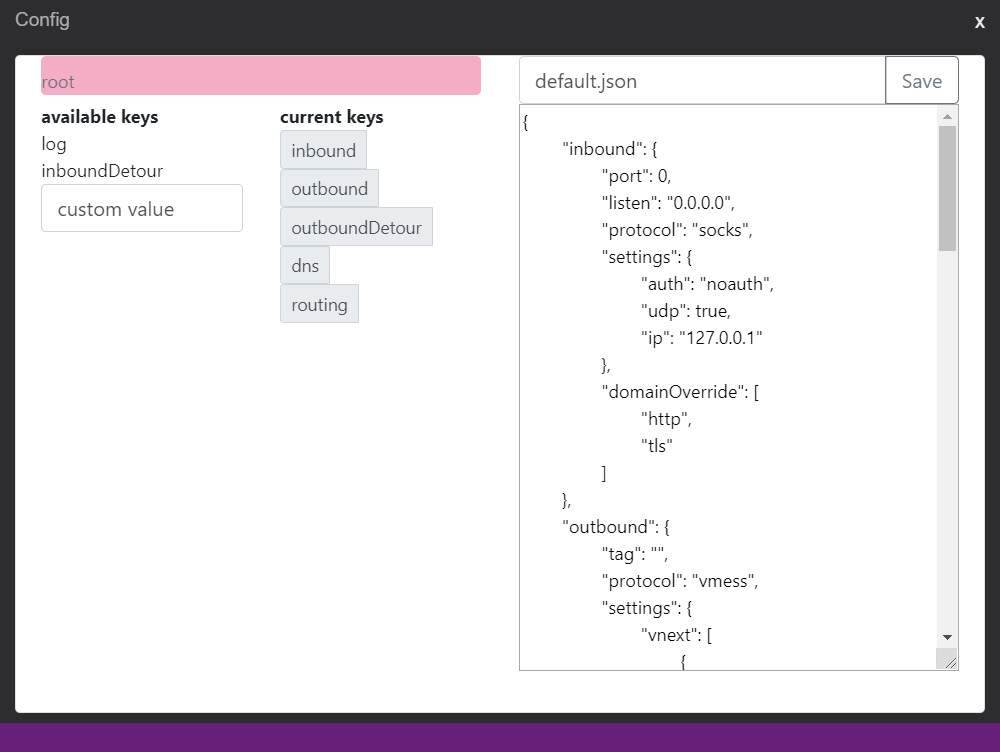 Config
x
root
available keys
log
inboundDetour
custom value
current keys
inbound
outbound
outboundDetour
dns
routing
default.json
Save
{
"inbound": {
"port": 0,
"listen": "0.0.0.0",
"protocol": "socks",
"settings": {
"auth": "noauth",
"udp": true,
"ip": "127.0.0.1"
},
"domainOverride": [
"http",
"tls"
]
},
"outbound": {
"tag": "",
"protocol": "vmess",
"settings": {
"vnext": [
{